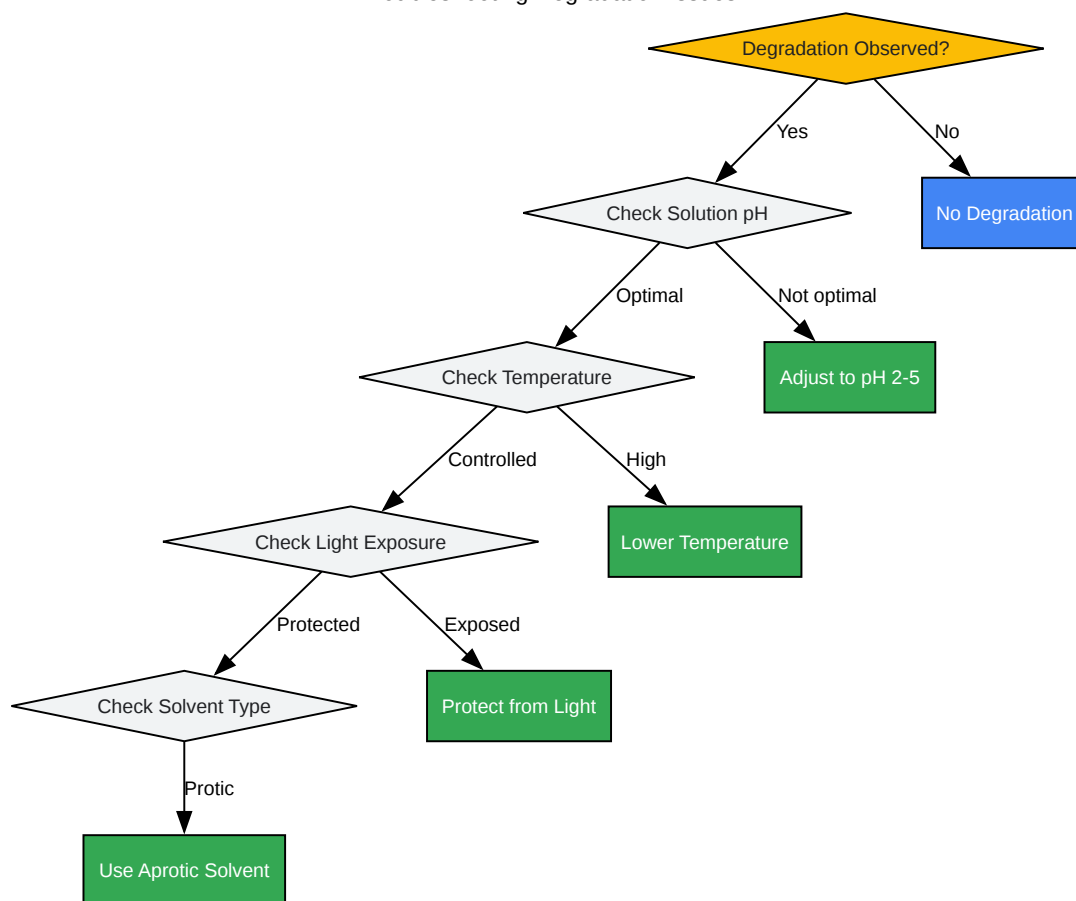 Degradation Observed?
Yes
No
Check Solution pH
No Degradation
Optimal
Not optimal
Check Temperature
Adjust to pH 2-5
Controlled
High
Check Light Exposure
Lower Temperature
Protected
Exposed
Check Solvent Type
Protect from Light
Protic
Use Aprotic Solvent